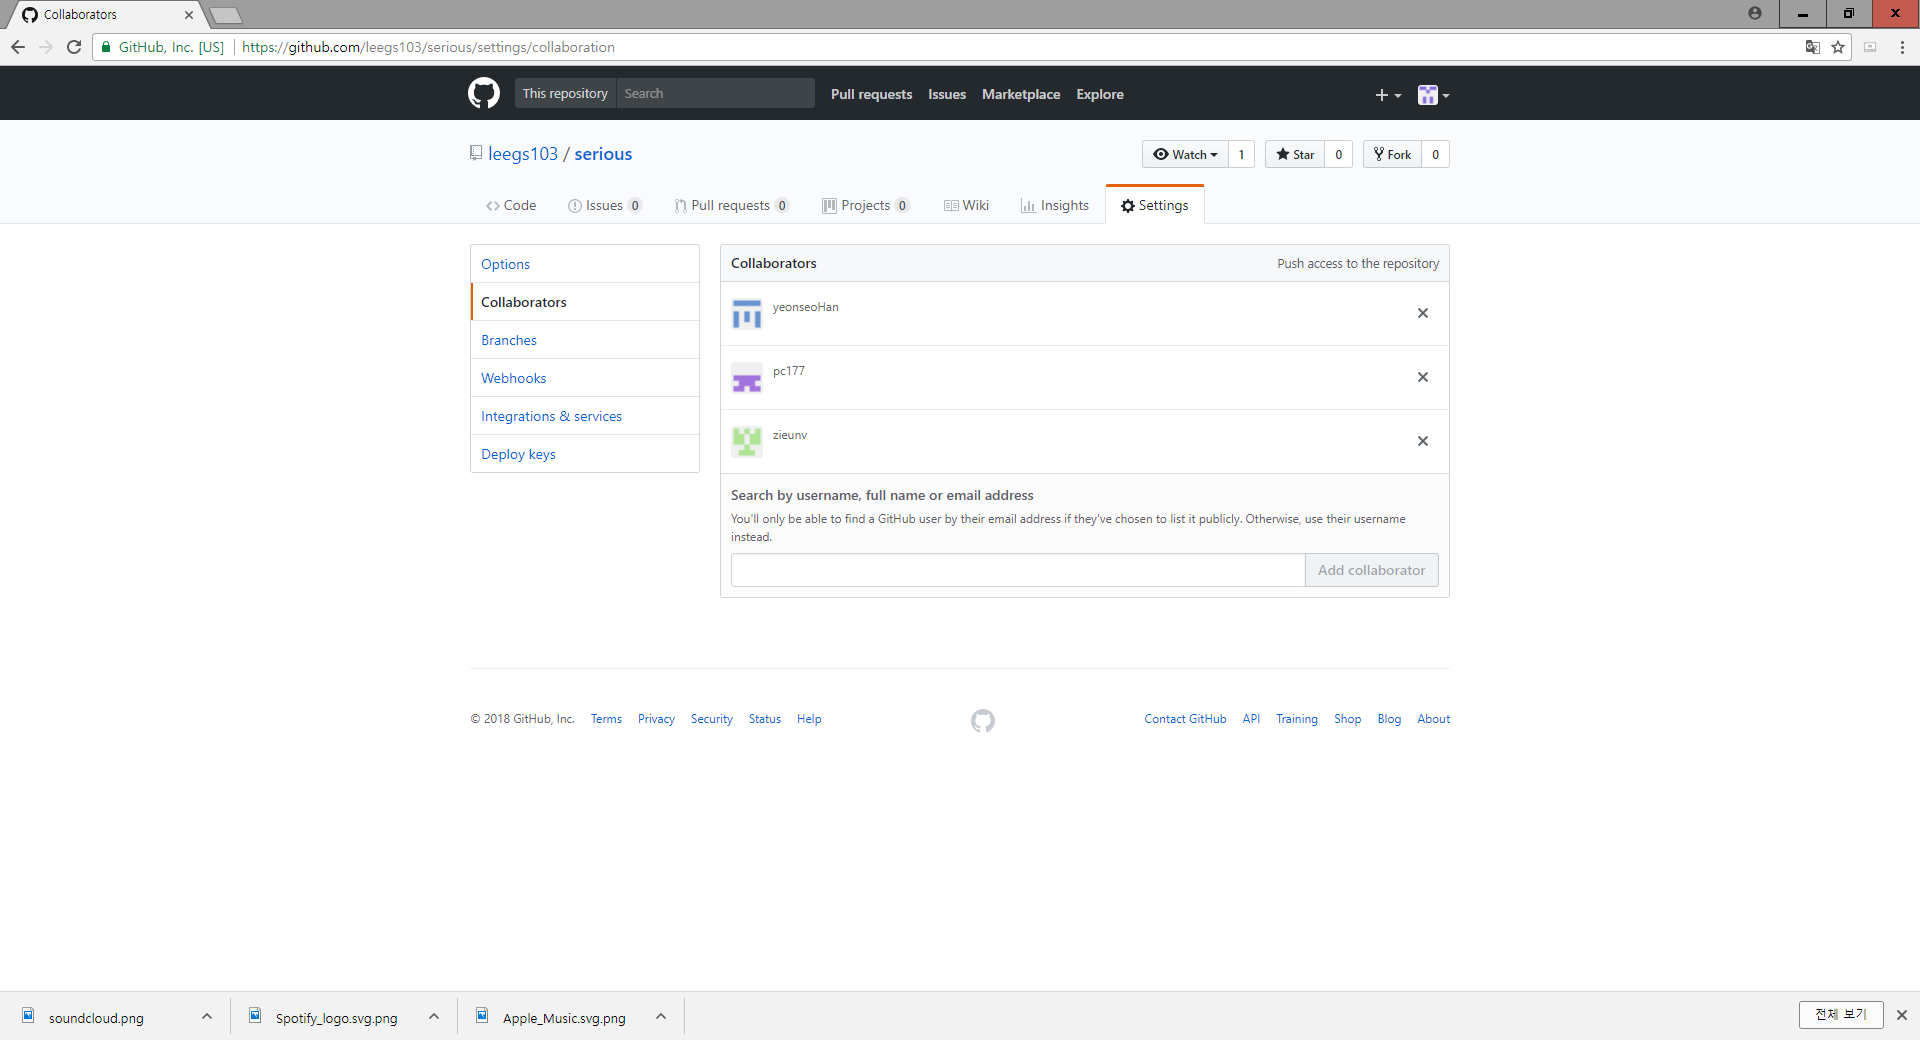 Collaborators
GitHub, Inc. [US] https://github.com/leegs103/serious/settings/collaboration
This repository Search Pull requests Issues Marketplace Explore
leegs103 / serious Watch 1 Star 0 Fork 0
Code Issues 0 Pull requests 0 Projects 0 Wiki Insights Settings
Options
Collaborators
Branches
Webhooks
Integrations & services
Deploy keys
Collaborators Push access to the repository
yeonseoHan
pc177
zieunv
Search by username, full name or email address
You'll only be able to find a GitHub user by their email address if they've chosen to list it publicly. Otherwise, use their username
instead.
Add collaborator
© 2018 GitHub, Inc. Terms Privacy Security Status Help Contact GitHub API Training Shop Blog About
soundcloud.png Spotify_logo.svg.png Apple_Music.svg.png 전체 보기